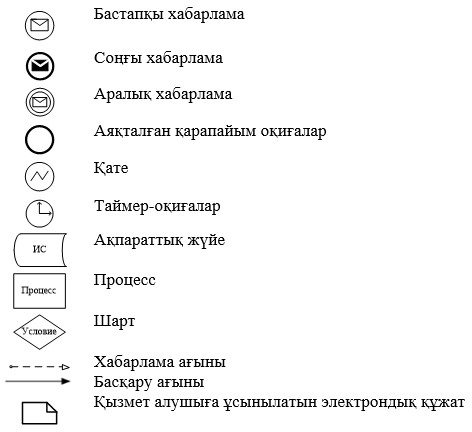 Бастапқы хабарлама
Соңғы хабарлама
Аралық хабарлама
Аяқталған қарапайым оқиғалар
Қате
Таймер-оқиғалар
ИС
Ақпараттық жүйе
Процесс
Процесс
Условие
Шарт
Хабарлама ағыны
Басқару ағыны
Қызмет алушыға ұсынылатын электрондық құжат